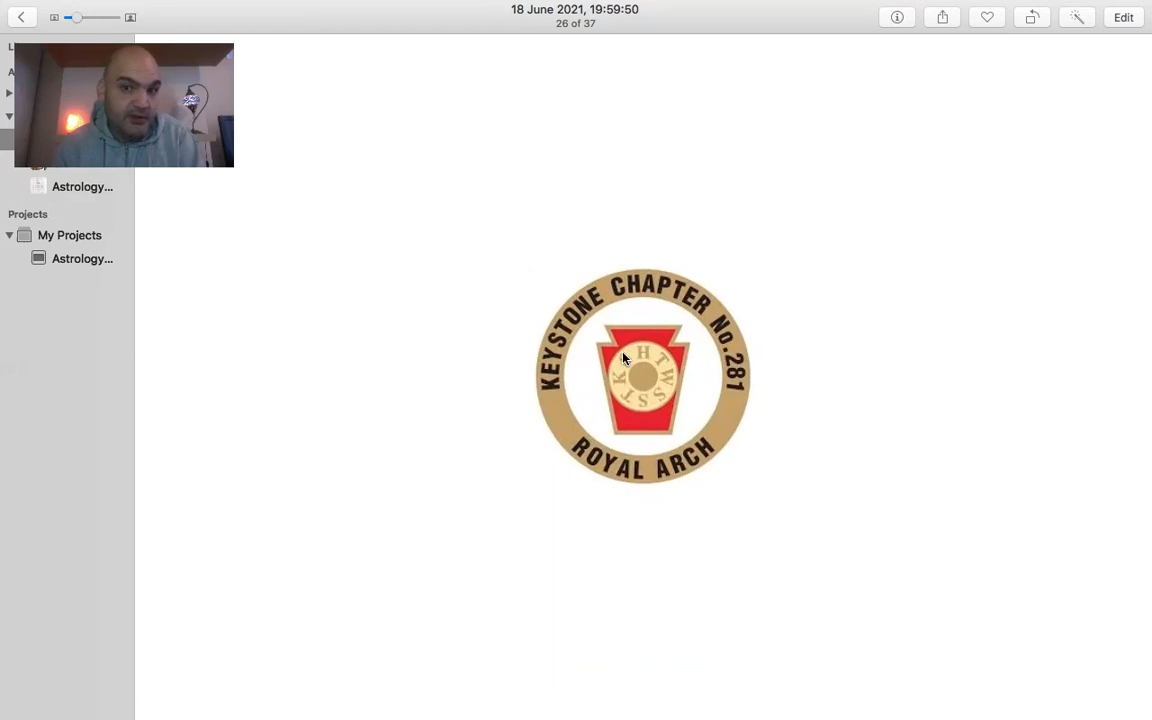 18 June 2021, 19:59:50
26 of 37
Edit
L
A
Astrology...
Projects
My Projects
Astrology...
KEYSTONE CHAPTER No.281
H T W S S T K
ROYAL ARCH